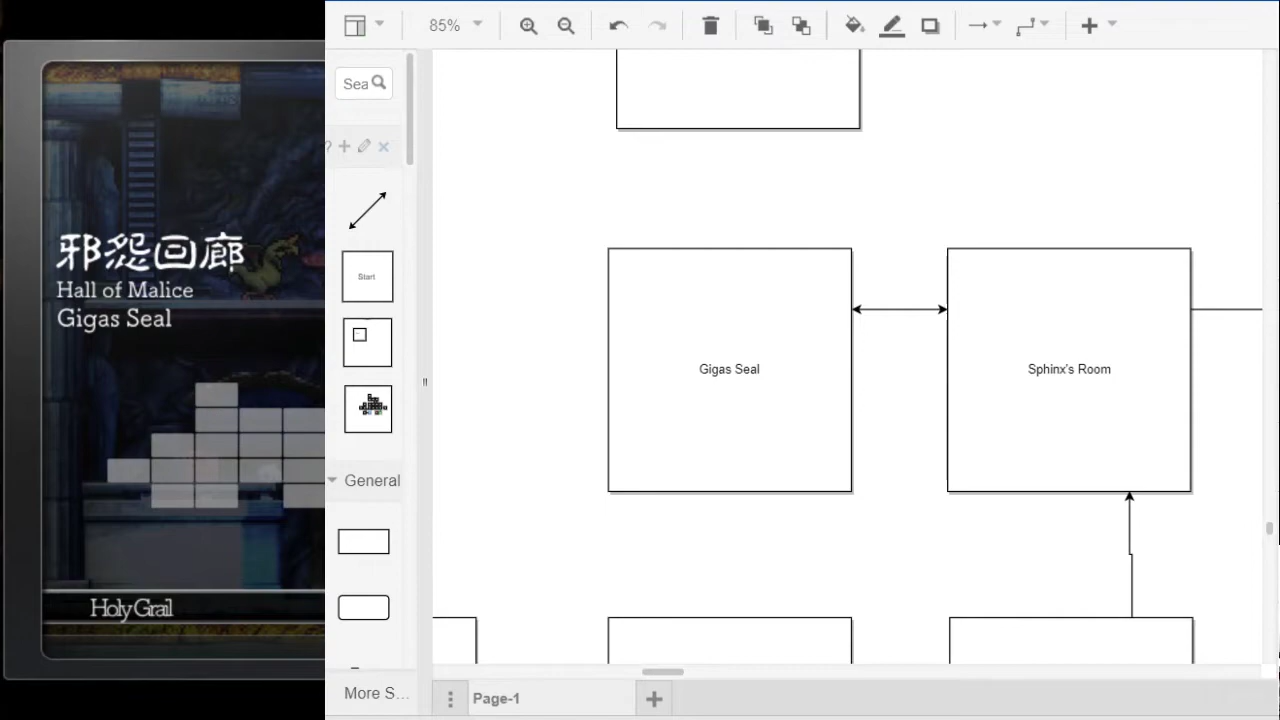 邪怨回廊
Hall of Malice
Gigas Seal
Holy Grail
85%
Sea
?
Start
General
More S...
Gigas Seal
Sphinx's Room
Page-1